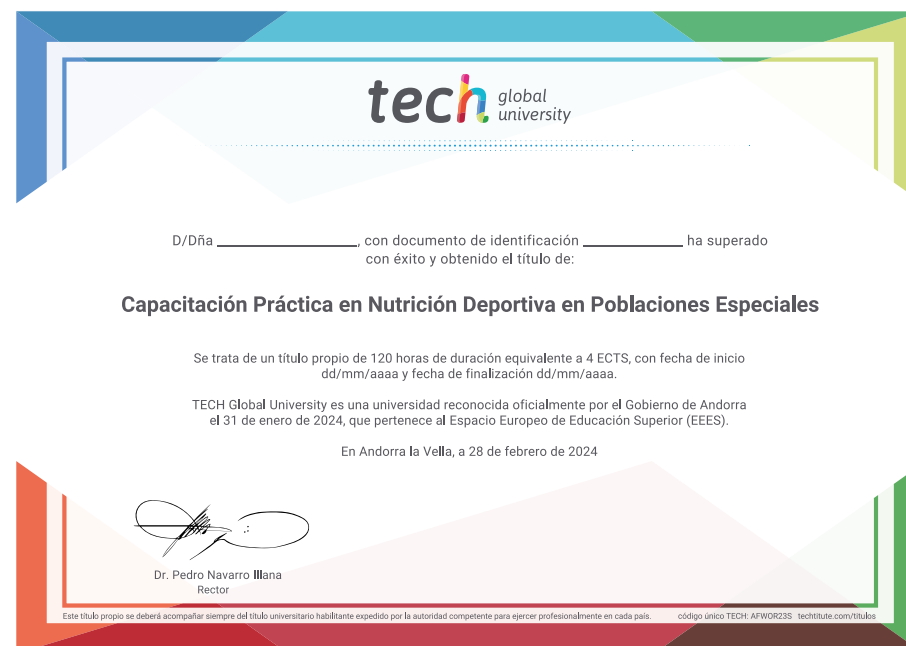 tech global university
D/Dña ____________________, con documento de identificación ______________ ha superado
con éxito y obtenido el título de:
Capacitación Práctica en Nutrición Deportiva en Poblaciones Especiales
Se trata de un título propio de 120 horas de duración equivalente a 4 ECTS, con fecha de inicio
dd/mm/aaaa y fecha de finalización dd/mm/aaaa.
TECH Global University es una universidad reconocida oficialmente por el Gobierno de Andorra
el 31 de enero de 2024, que pertenece al Espacio Europeo de Educación Superior (EEES).
En Andorra la Vella, a 28 de febrero de 2024
Dr. Pedro Navarro Illana
Rector
Este título propio se deberá acompañar siempre del título universitario habilitante expedido por la autoridad competente para ejercer profesionalmente en cada país. código único TECH: AFWOR23S techtitute.com/titulos